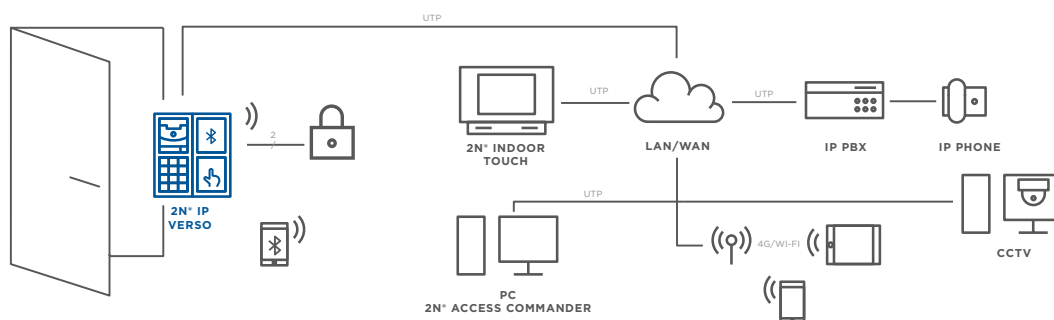 UTP
UTP
UTP
2
2N® INDOOR
TOUCH
LAN/WAN
IP PBX
IP PHONE
2N® IP
VERSO
UTP
4G/WI-FI
CCTV
PC
2N® ACCESS COMMANDER